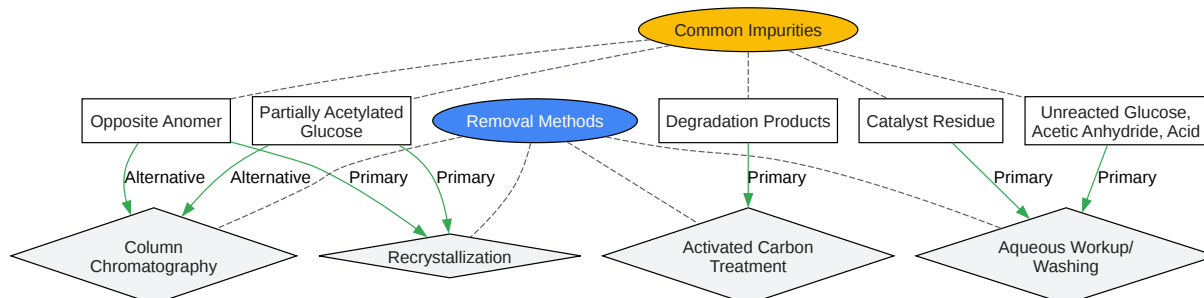 Common Impurities
Opposite Anomer
Partially Acetylated
Glucose
Removal Methods
Degradation Products
Catalyst Residue
Unreacted Glucose,
Acetic Anhydride, Acid
Alternative
Alternative
Primary
Primary
Primary
Primary
Primary
Column
Chromatography
Recrystallization
Activated Carbon
Treatment
Aqueous Workup/
Washing